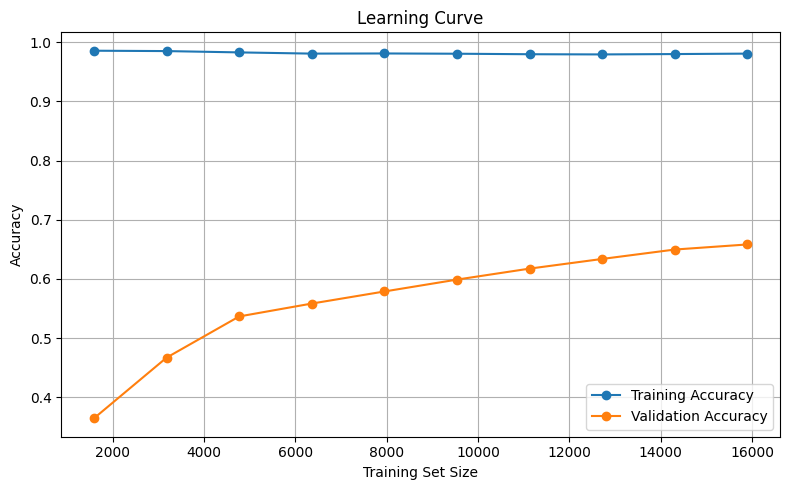 Learning Curve
1.0
0.9
0.8
0.7
0.6
0.5
0.4
Accuracy
Training Accuracy
Validation Accuracy
2000 4000 6000 8000 10000 12000 14000 16000
Training Set Size